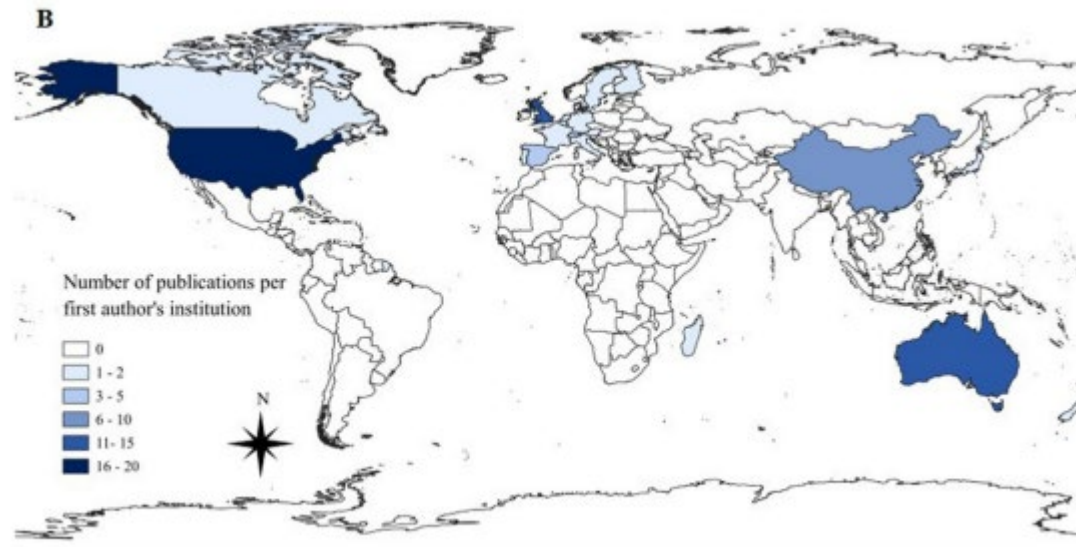 B
Number of publications per
first author's institution
0
1 - 2
3 - 5
6 - 10
11- 15
16 - 20
N